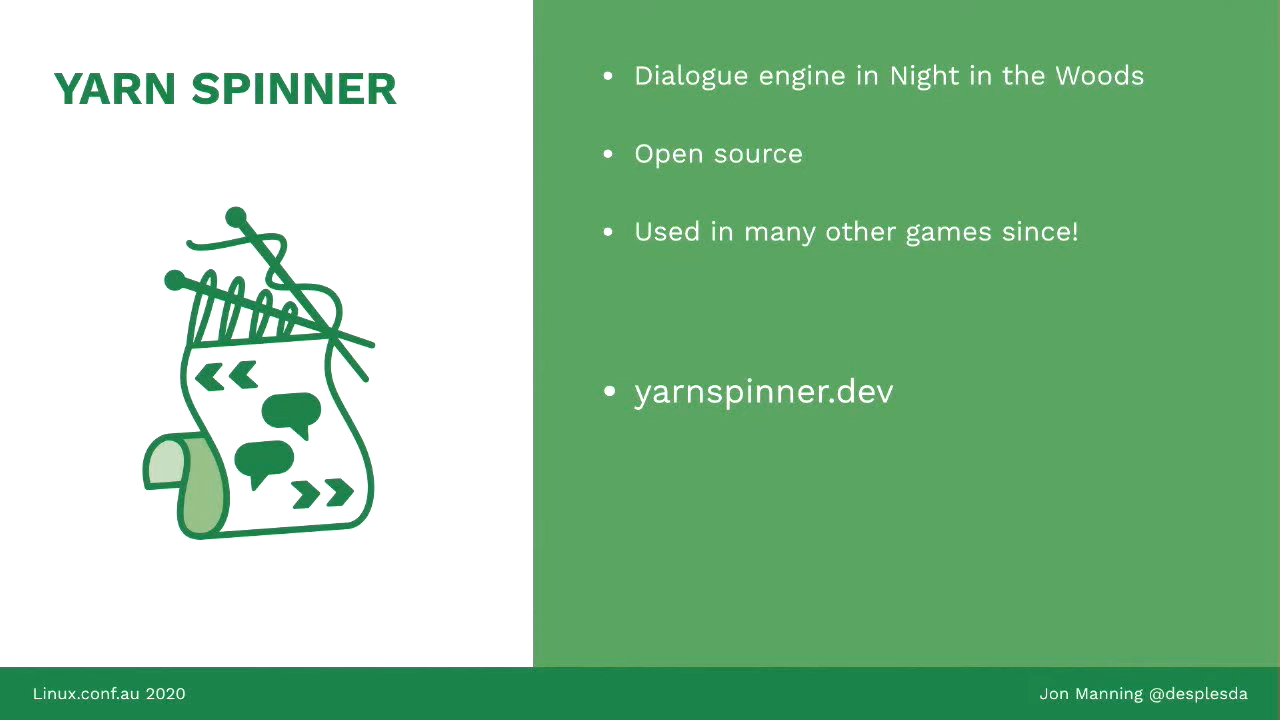 YARN SPINNER
• Dialogue engine in Night in the Woods
• Open source
• Used in many other games since!
• yarnspinner.dev
Linux.conf.au 2020
Jon Manning @desplesda